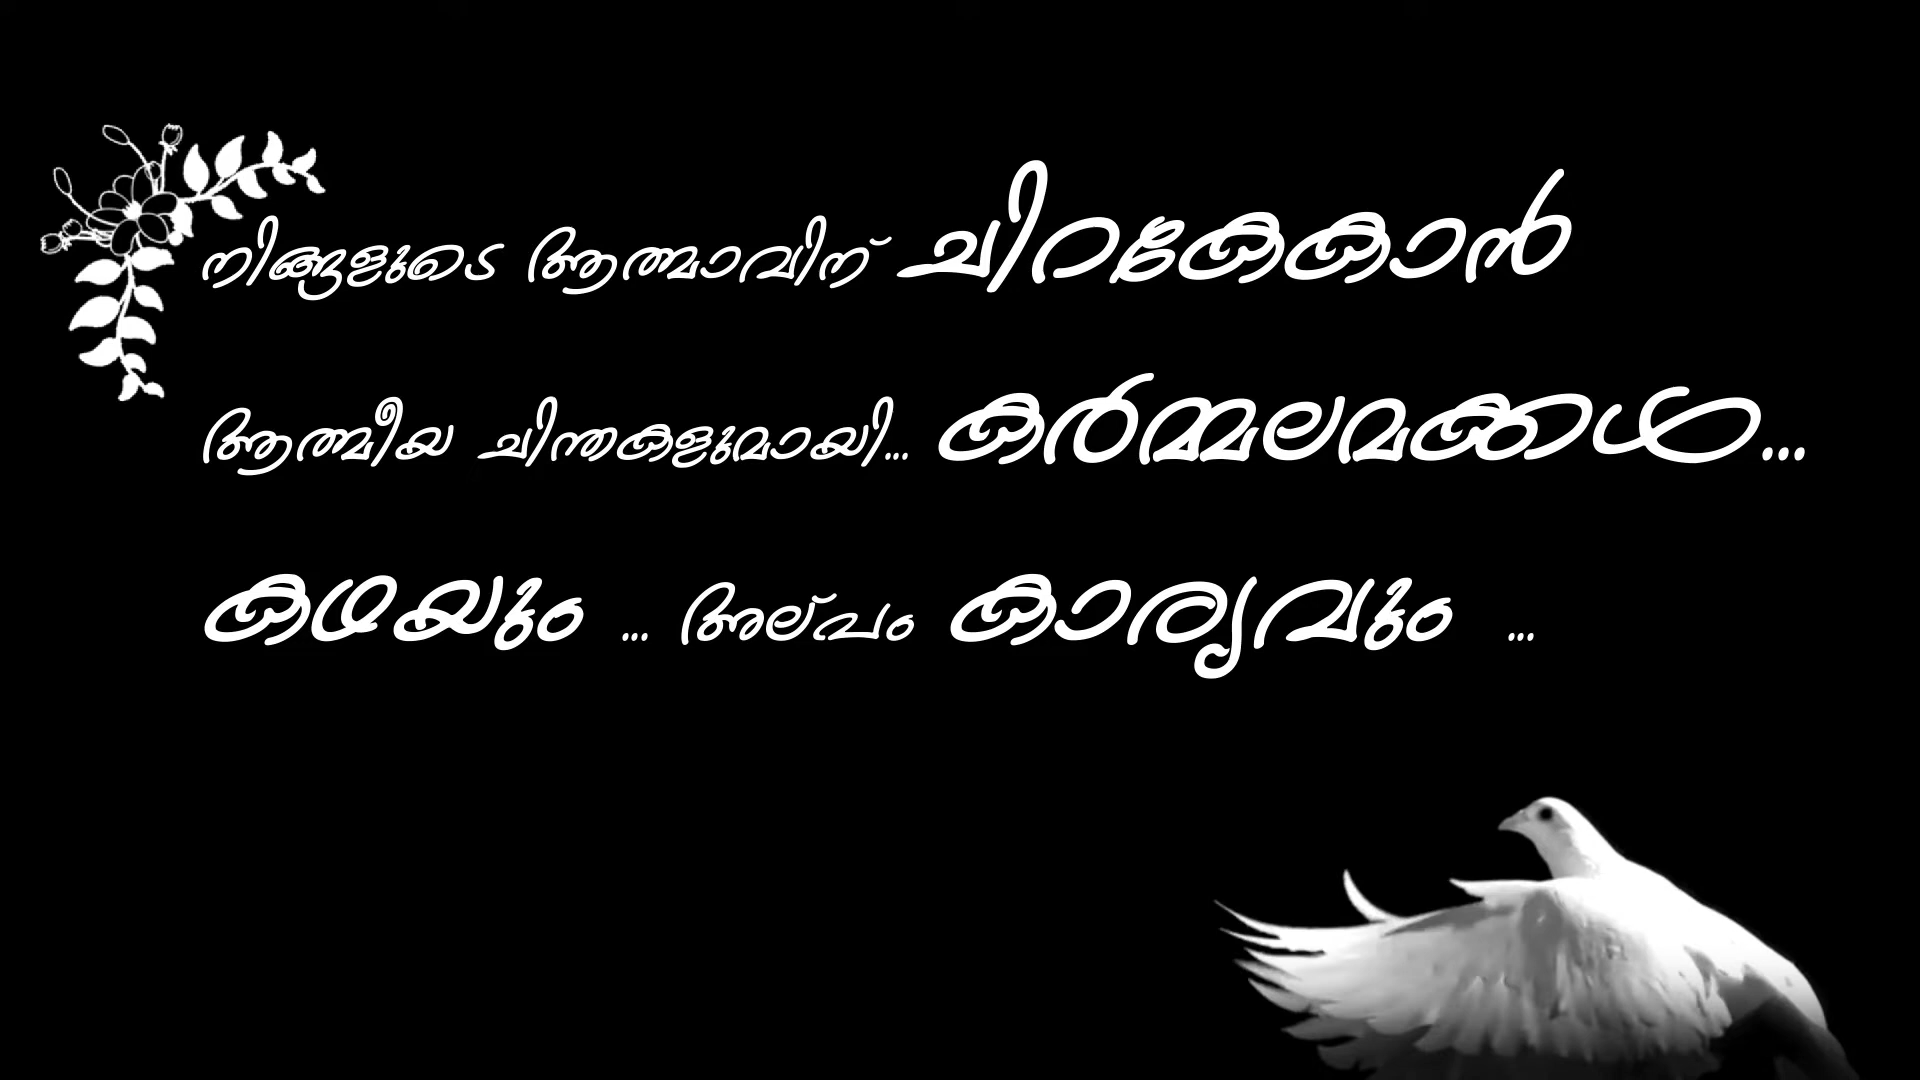 നിങ്ങളുടെ ആത്മാവിന് ചിറകേകാൻ
ആത്മീയ ചിന്തകളുമായി... കർമ്മലമക്കൾ...
കഥയും ... അല്പം കാര്യവും ...